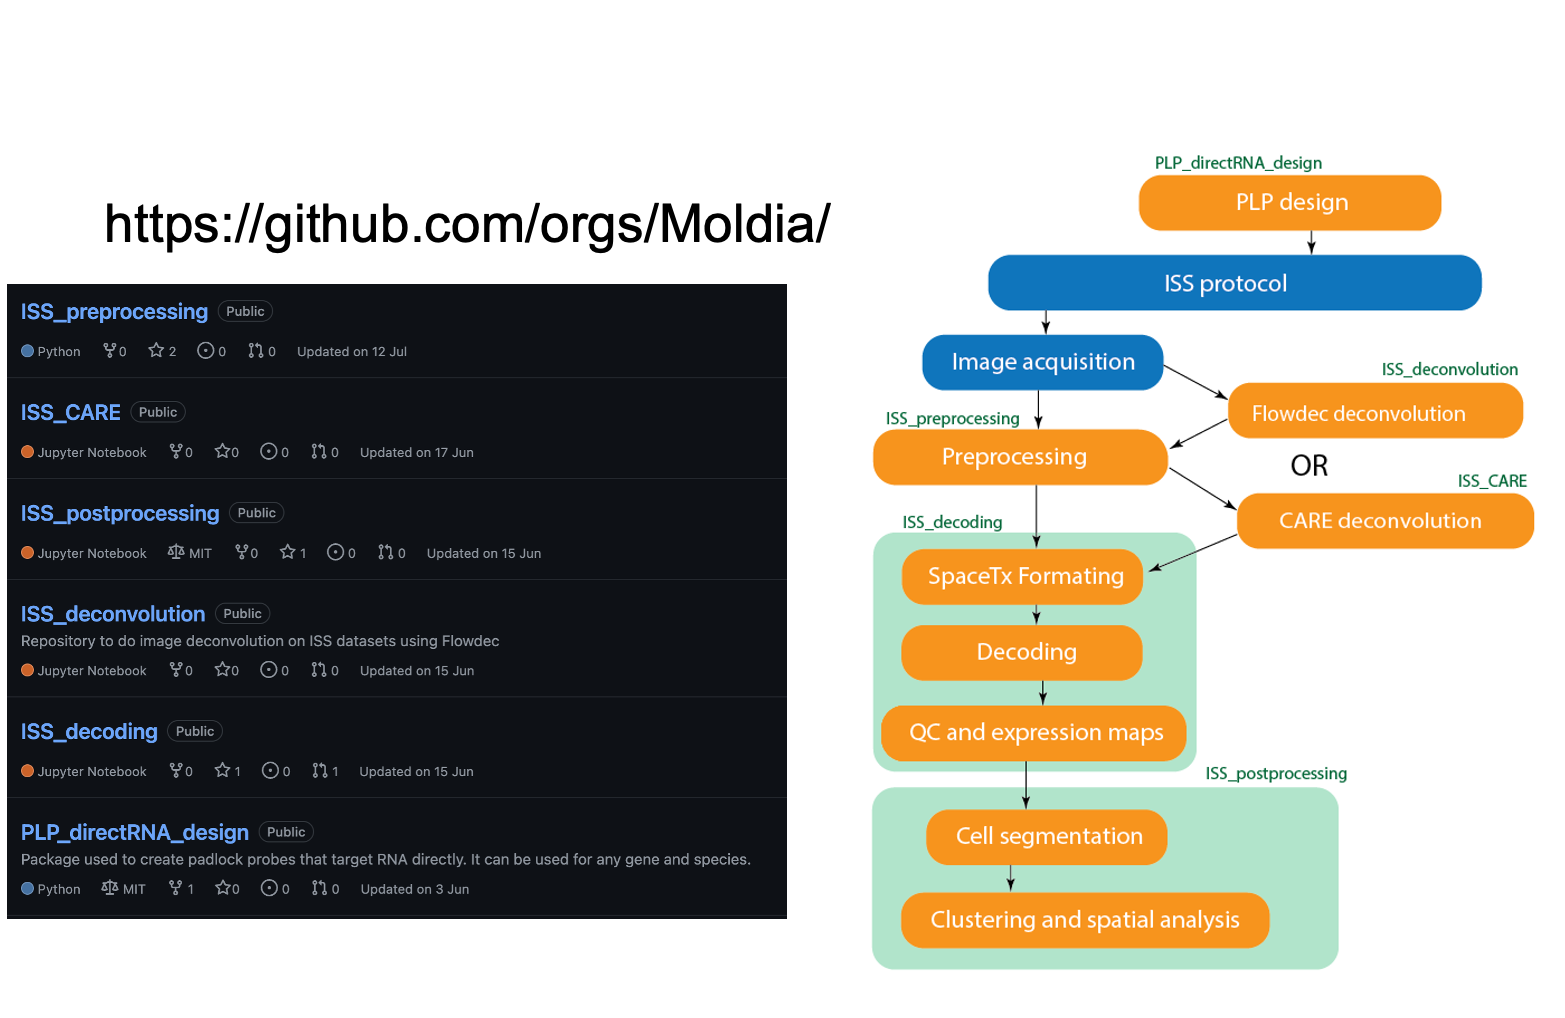 https://github.com/orgs/Moldia/
ISS_preprocessing Public
Python 0 2 0 0 Updated on 12 Jul
ISS_CARE Public
Jupyter Notebook 0 0 0 0 Updated on 17 Jun
ISS_postprocessing Public
Jupyter Notebook MIT 0 1 0 0 Updated on 15 Jun
ISS_deconvolution Public
Repository to do image deconvolution on ISS datasets using Flowdec
Jupyter Notebook 0 0 0 0 Updated on 15 Jun
ISS_decoding Public
Jupyter Notebook 0 1 0 1 Updated on 15 Jun
PLP_directRNA_design Public
Package used to create padlock probes that target RNA directly. It can be used for any gene and species.
Python MIT 1 0 0 0 Updated on 3 Jun
PLP_directRNA_design
PLP design
ISS protocol
Image acquisition
ISS_deconvolution
Flowdec deconvolution
ISS_preprocessing
Preprocessing
OR
ISS_CARE
CARE deconvolution
ISS_decoding
SpaceTx Formating
Decoding
QC and expression maps
ISS_postprocessing
Cell segmentation
Clustering and spatial analysis